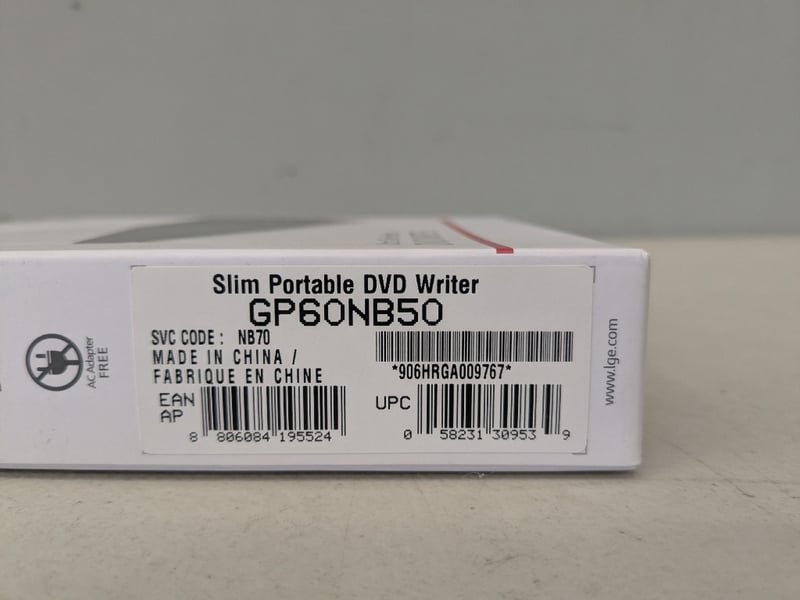 Slim Portable DVD Writer
GP60NB50
SVC CODE : NB70
MADE IN CHINA /
FABRIQUE EN CHINE
*906HRGA009767*
EAN
AP
8 806084 195524
UPC
0 58231 30953 9
AC Adapter
FREE
www.lge.com